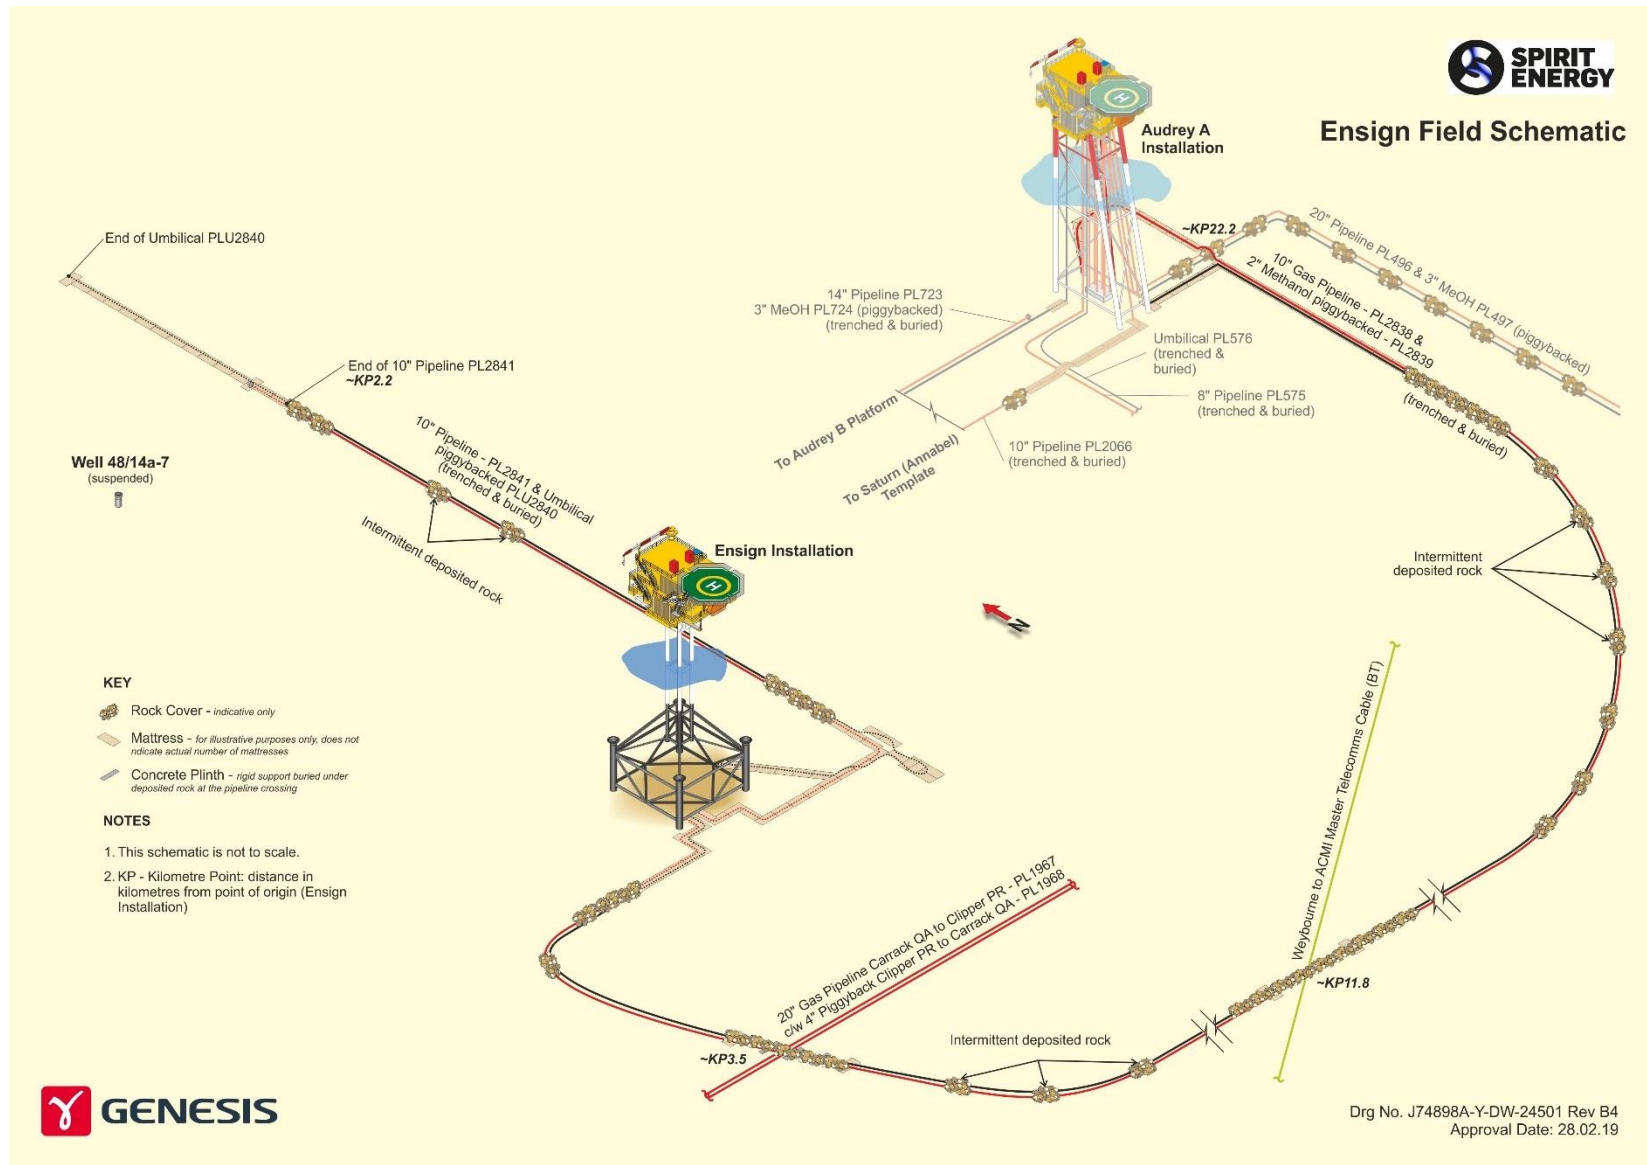 SPIRIT
ENERGY
Ensign Field Schematic
Audrey A
Installation
~KP22.2
20" Pipeline PL496 & 3" MeOH PL497 (piggybacked)
10" Gas Pipeline - PL2838 &
2" Methanol piggybacked - PL2839
(trenched & buried)
End of Umbilical PLU2840
14" Pipeline PL723
3" MeOH PL724 (piggybacked)
(trenched & buried)
Umbilical PL576
(trenched &
buried)
8" Pipeline PL575
(trenched & buried)
10" Pipeline PL2066
(trenched & buried)
To Audrey B Platform
To Saturn (Annabel)
Template
End of 10" Pipeline PL2841
~KP2.2
10" Pipeline - PL2841 & Umbilical
piggybacked PLU2840
(trenched & buried)
Well 48/14a-7
(suspended)
Intermittent deposited rock
Ensign Installation
H
H
N
Intermittent
deposited rock
Weybourne to ACMI Master Telecomms Cable (BT)
KEY
Rock Cover - indicative only
Mattress - for illustrative purposes only, does not
ndicate actual number of mattresses
Concrete Plinth - rigid support buried under
deposited rock at the pipeline crossing
NOTES
1. This schematic is not to scale.
2. KP - Kilometre Point: distance in
kilometres from point of origin (Ensign
Installation)
20" Gas Pipeline Carrack QA to Clipper PR - PL1967
c/w 4" Piggyback Clipper PR to Carrack QA - PL1968
~KP3.5
Intermittent deposited rock
~KP11.8
GENESIS
Drg No. J74898A-Y-DW-24501 Rev B4
Approval Date: 28.02.19